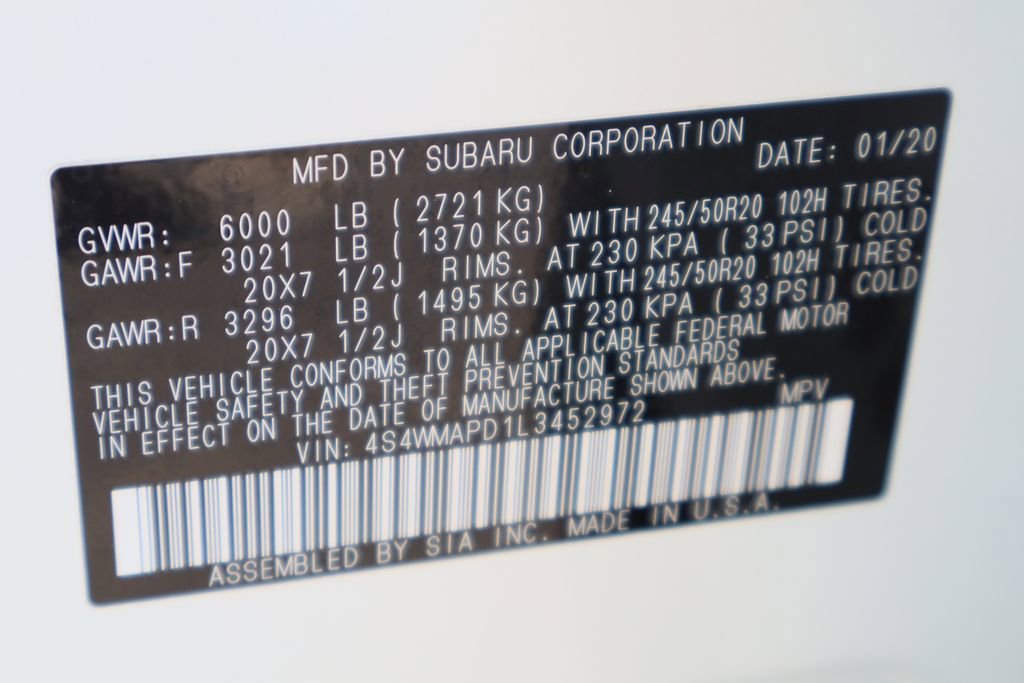 MFD BY SUBARU CORPORATION DATE: 01/20
GVWR: 6000 LB ( 2721 KG)
GAWR:F 3021 LB ( 1370 KG) WITH 245/50R20 102H TIRES.
20X7 1/2J RIMS. AT 230 KPA ( 33 PSI) COLD
GAWR:R 3296 LB ( 1495 KG) WITH 245/50R20 102H TIRES.
20X7 1/2J RIMS. AT 230 KPA ( 33 PSI) COLD
THIS VEHICLE CONFORMS TO ALL APPLICABLE FEDERAL MOTOR
VEHICLE SAFETY AND THEFT PREVENTION STANDARDS
IN EFFECT ON THE DATE OF MANUFACTURE SHOWN ABOVE.
VIN: 4S4WMAPD1L3452972 MPV
ASSEMBLED BY SIA INC. MADE IN U.S.A.